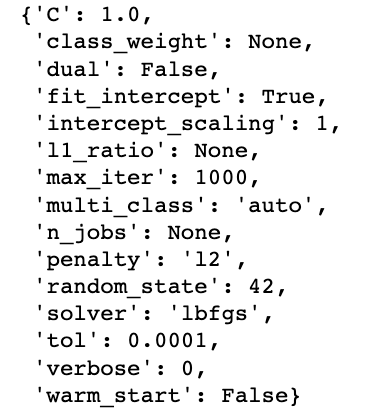 {'C': 1.0,
'class_weight': None,
'dual': False,
'fit_intercept': True,
'intercept_scaling': 1,
'l1_ratio': None,
'max_iter': 1000,
'multi_class': 'auto',
'n_jobs': None,
'penalty': 'l2',
'random_state': 42,
'solver': 'lbfgs',
'tol': 0.0001,
'verbose': 0,
'warm_start': False}